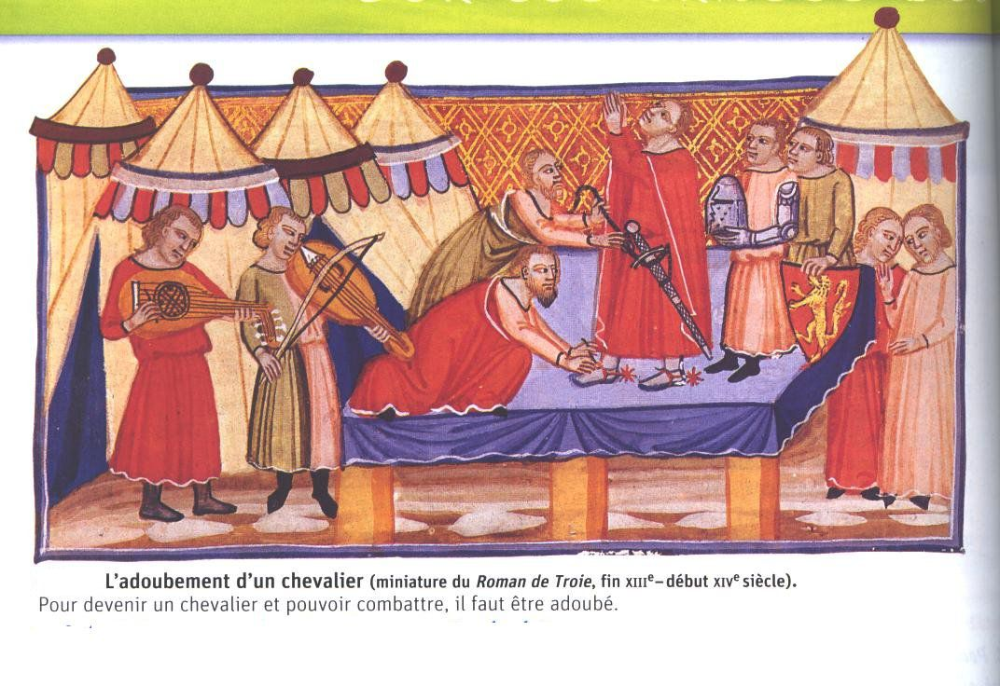 L'adoubement d'un chevalier (miniature du Roman de Troie, fin XIIIe–début XIVe siècle).
Pour devenir un chevalier et pouvoir combattre, il faut être adoubé.